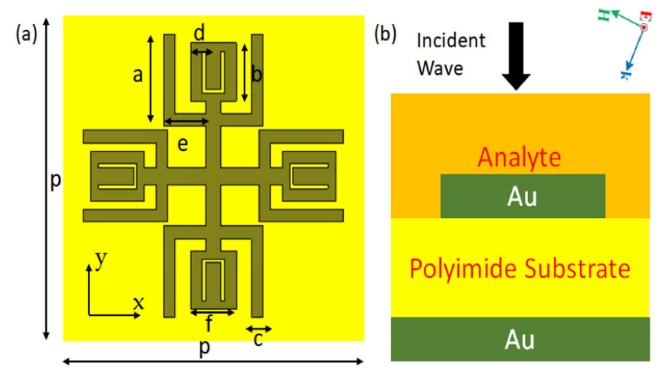 (a)
d
a
b
e
p
y
x
f
c
p
(b)
Incident
Wave
H
E
k
Analyte
Au
Polyimide Substrate
Au